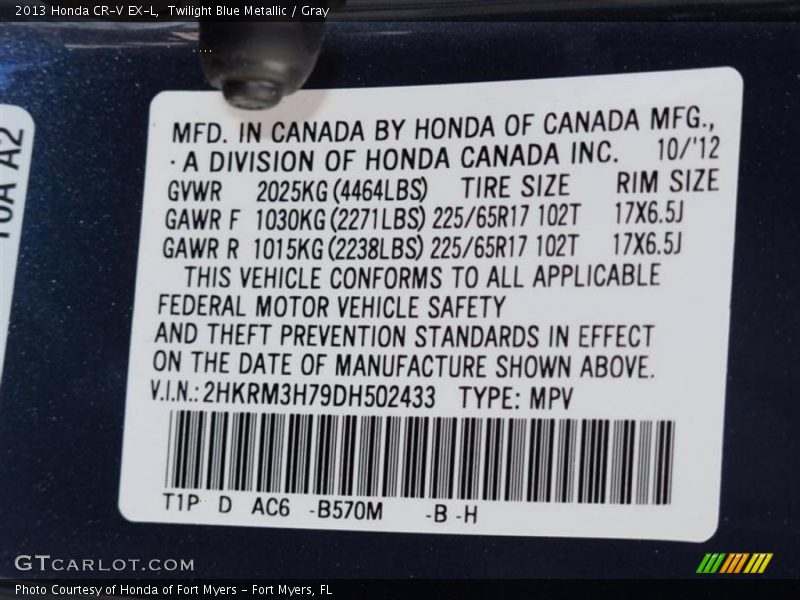 2013 Honda CR-V EX-L, Twilight Blue Metallic / Gray
10A A2
MFD. IN CANADA BY HONDA OF CANADA MFG.,
A DIVISION OF HONDA CANADA INC. 10/'12
GVWR 2025KG (4464LBS) TIRE SIZE RIM SIZE
GAWR F 1030KG (2271LBS) 225/65R17 102T 17X6.5J
GAWR R 1015KG (2238LBS) 225/65R17 102T 17X6.5J
THIS VEHICLE CONFORMS TO ALL APPLICABLE
FEDERAL MOTOR VEHICLE SAFETY
AND THEFT PREVENTION STANDARDS IN EFFECT
ON THE DATE OF MANUFACTURE SHOWN ABOVE.
V.I.N.: 2HKRM3H79DH502433 TYPE: MPV
T1P D AC6 -B570M -B -H
GTCARLOT.COM
Photo Courtesy of Honda of Fort Myers - Fort Myers, FL